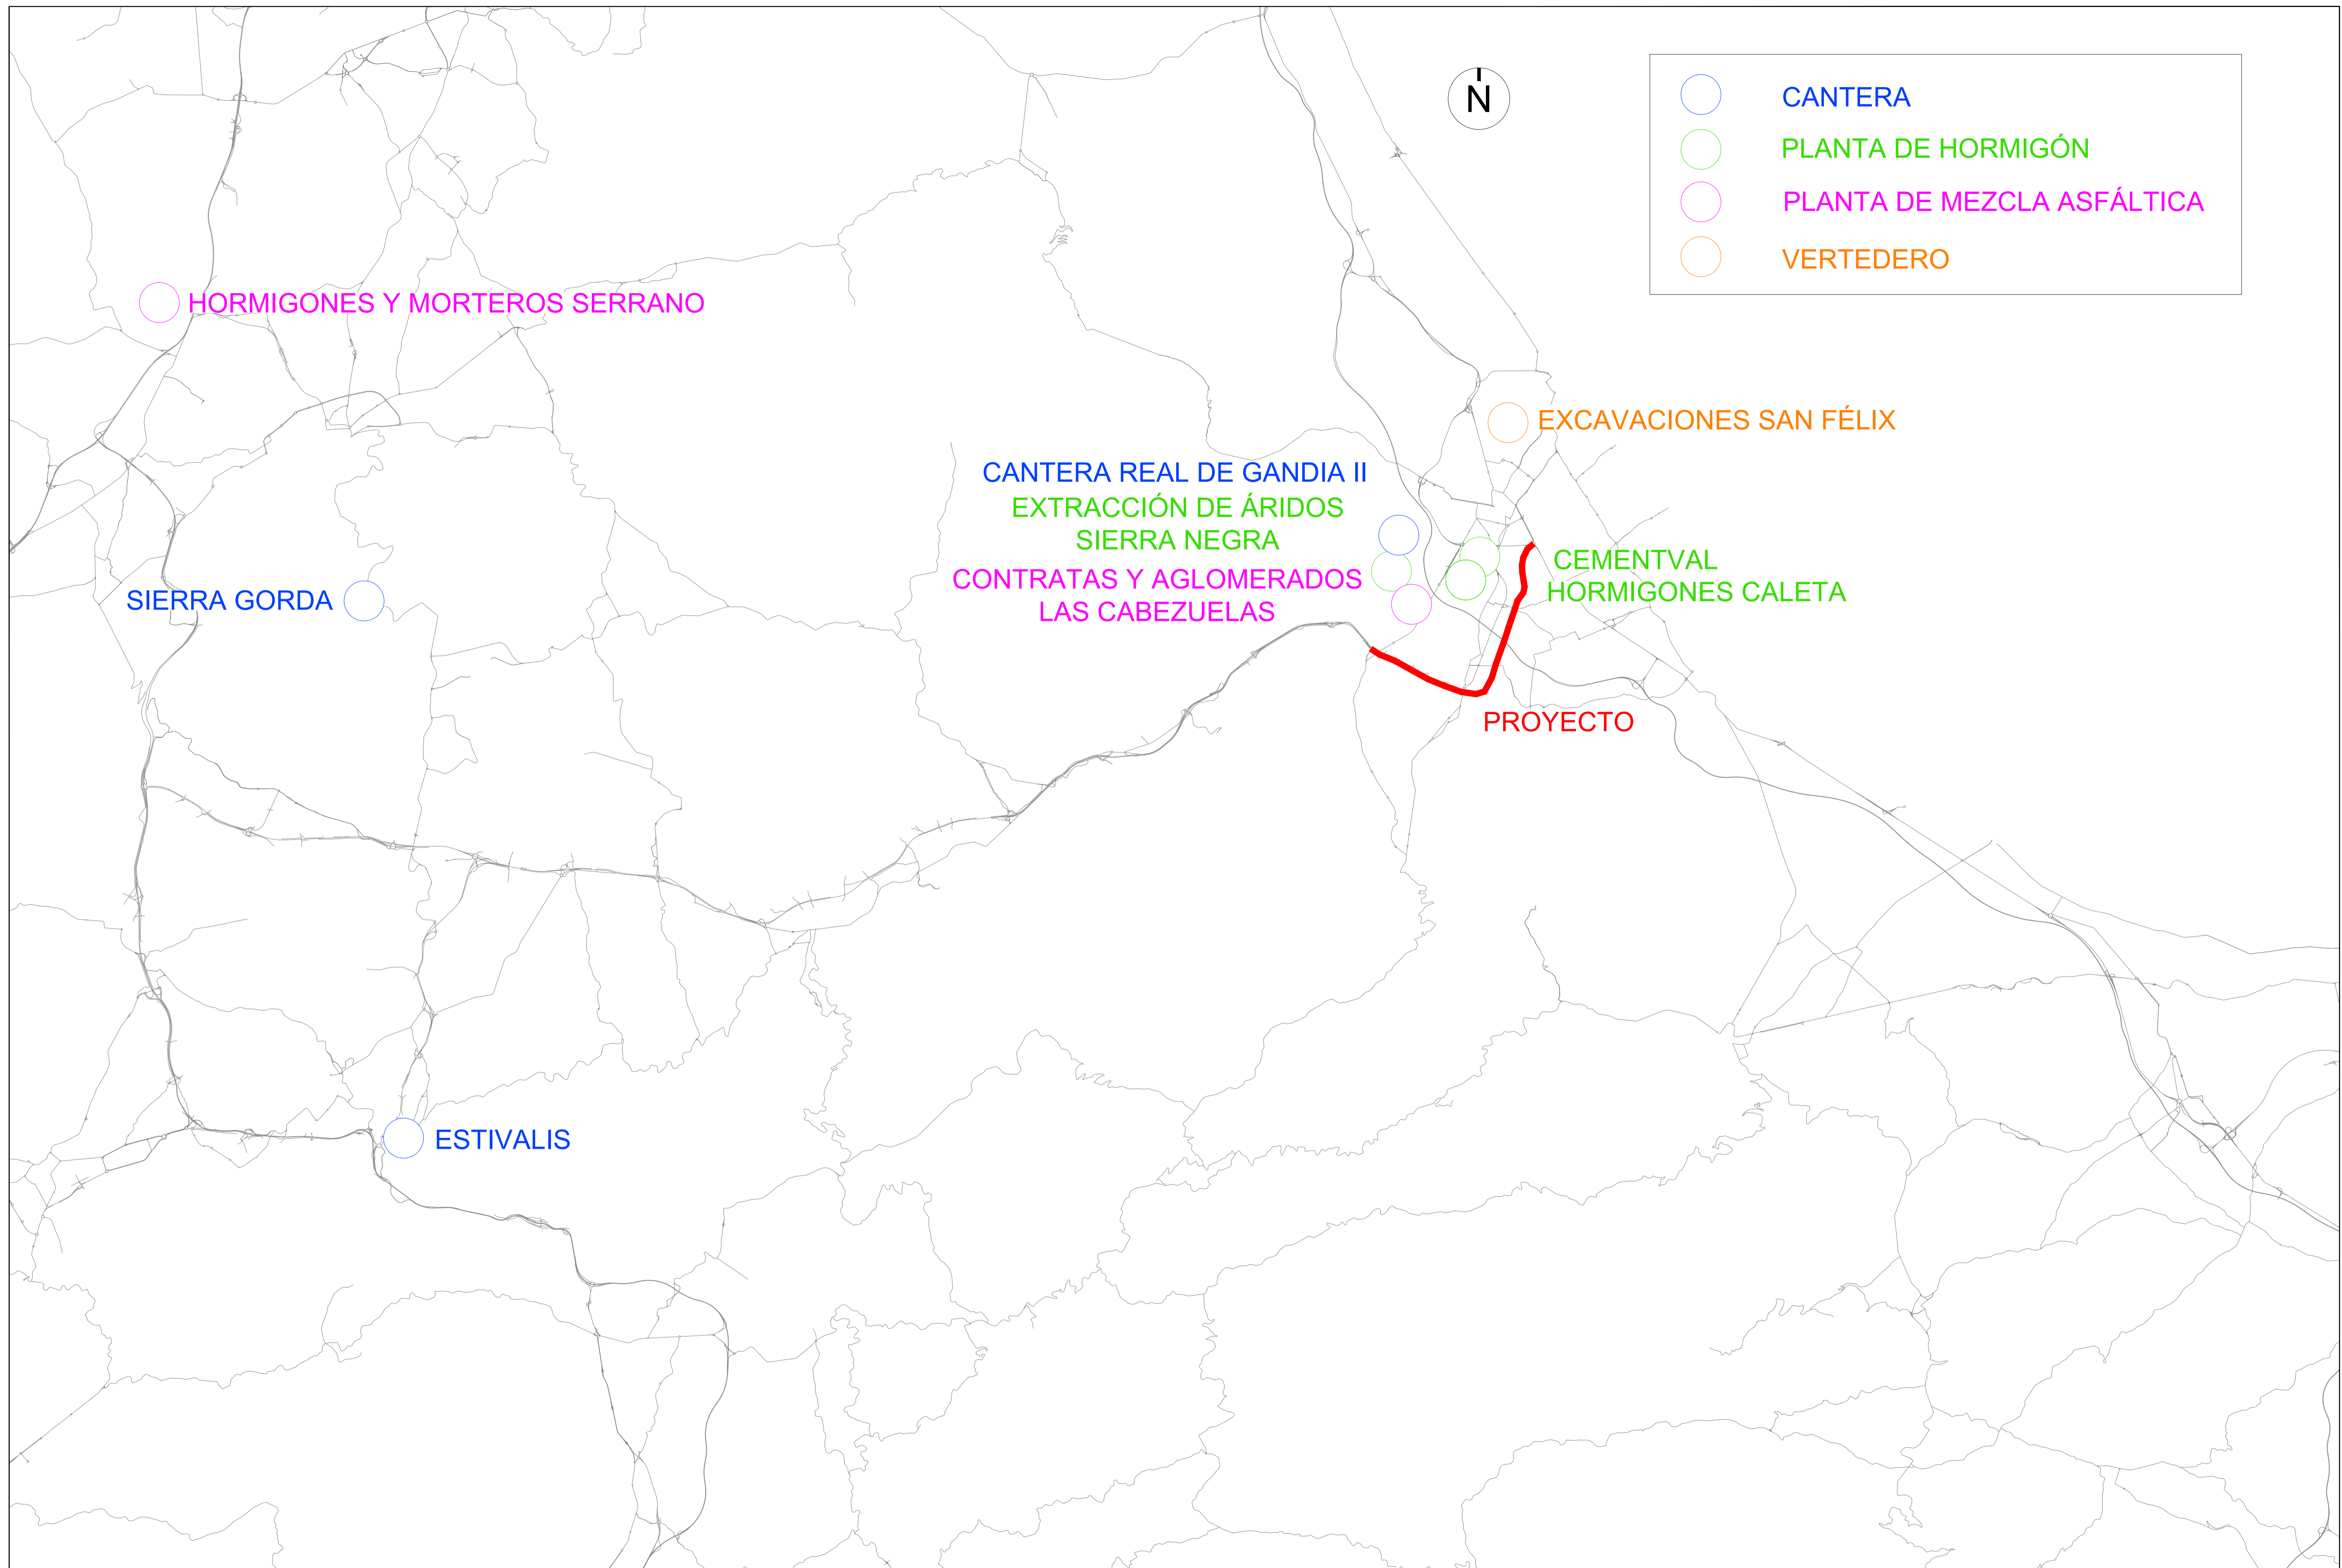 N
CANTERA
PLANTA DE HORMIGÓN
PLANTA DE MEZCLA ASFÁLTICA
VERTEDERO
HORMIGONES Y MORTEROS SERRANO
EXCAVACIONES SAN FÉLIX
CANTERA REAL DE GANDIA II
EXTRACCIÓN DE ÁRIDOS
SIERRA NEGRA
CONTRATAS Y AGLOMERADOS
LAS CABEZUELAS
CEMENTVAL
HORMIGONES CALETA
SIERRA GORDA
PROYECTO
ESTIVALIS